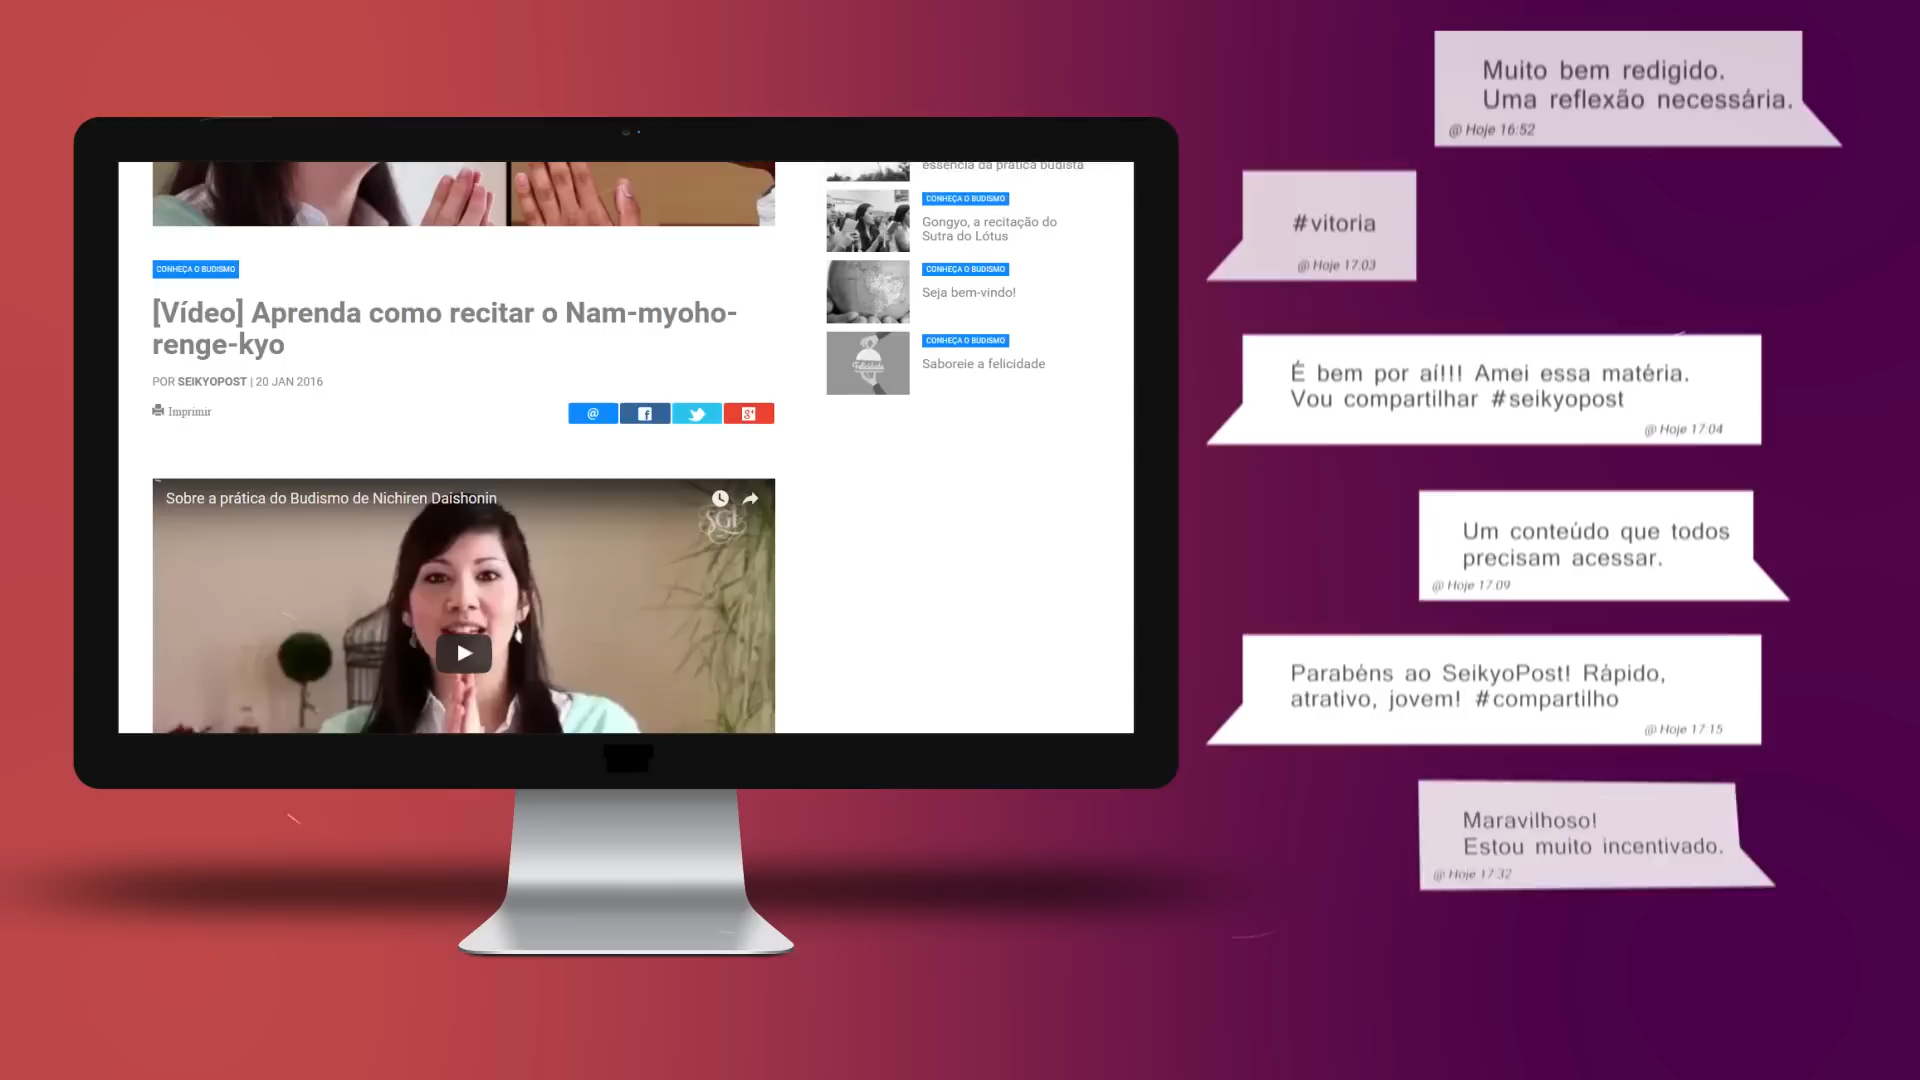 essência da prática budista
CONHEÇA O BUDISMO
Gongyo, a recitação do
Sutra do Lótus
CONHEÇA O BUDISMO
Seja bem-vindo!
CONHEÇA O BUDISMO
Saboreie a felicidade
Felicidade
CONHEÇA O BUDISMO
[Vídeo] Aprenda como recitar o Nam-myoho-
renge-kyo
POR SEIKYOPOST | 20 JAN 2016
Imprimir
@
f
g+
Sobre a prática do Budismo de Nichiren Daishonin
SGI
Muito bem redigido.
Uma reflexão necessária.
@ Hoje 16:52
#vitoria
@ Hoje 17:03
É bem por aí!!! Amei essa matéria.
Vou compartilhar #seikyopost
@ Hoje 17:04
Um conteúdo que todos
precisam acessar.
@ Hoje 17:09
Parabéns ao SeikyoPost! Rápido,
atrativo, jovem! #compartilho
@ Hoje 17:15
Maravilhoso!
Estou muito incentivado.
@ Hoje 17:32